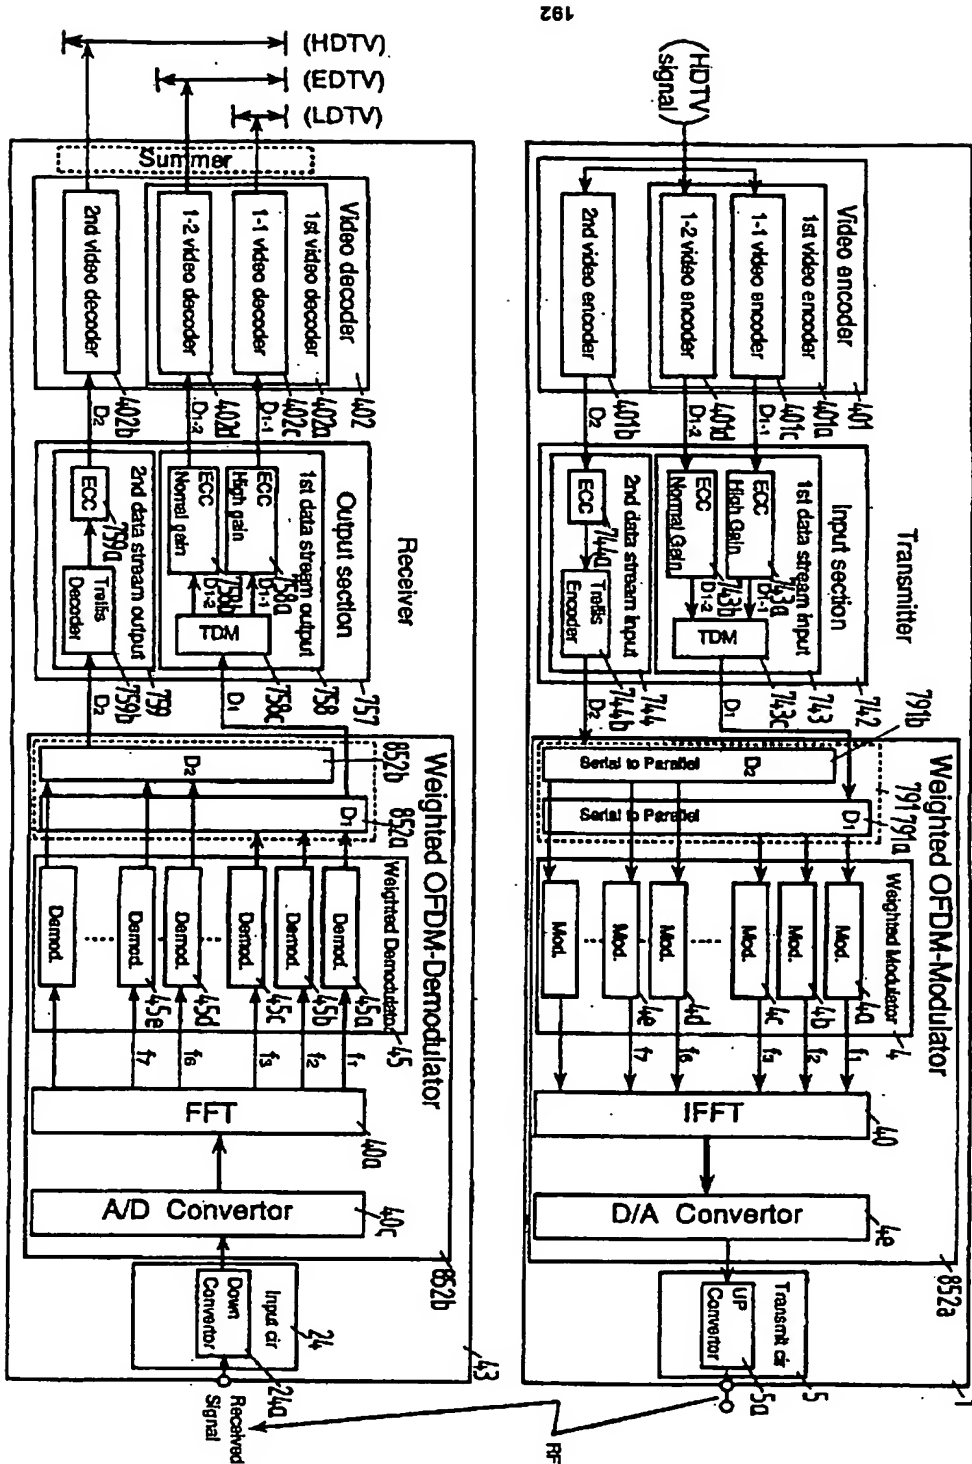 192
Transmitter
1
(HDTV
signal)
Video encoder
401
1st video encoder
401a
1-1 video encoder
401c
1-2 video encoder
401d
2nd video encoder
401b
D1-1
D1-2
D2
Input section
742
1st data stream input
743
ECC
High Gain
743a
D1-1
ECC
Normal Gain
743b
D1-2
TDM
743c
D1
2nd data stream input
744
ECC
744a
Trellis
Encoder
744b
D2
Weighted OFDM-Modulator
852a
791
791a
791b
D1
Serial to Parallel
D2
Serial to Parallel
Weighted Modulator
4
Mod.
4a
Mod.
4b
Mod.
4c
Mod.
4d
Mod.
4e
Mod.
f1
f2
f3
f6
f7
IFFT
40
D/A Convertor
4e
Transmit cir
5
UP
Convertor
5a
RF
Receiver
43
(HDTV)
(EDTV)
(LDTV)
Summer
Video decoder
402
1st video decoder
402a
1-1 video decoder
402c
1-2 video decoder
402d
2nd video decoder
402b
D1-1
D1-2
D2
Output section
757
1st data stream output
758
ECC
High gain
758a
D1-1
ECC
Normal gain
758b
D1-2
TDM
758c
D1
2nd data stream output
759
ECC
759a
Trellis
Decoder
759b
D2
Weighted OFDM-Demodulator
852b
852a
852b
D1
D2
Weighted Demodulator
45
Demod.
45a
Demod.
45b
Demod.
45c
Demod.
45d
Demod.
45e
Demod.
f1
f2
f3
f6
f7
FFT
40a
A/D Convertor
40c
Input cir
24
Down
Convertor
24a
Received
Signal